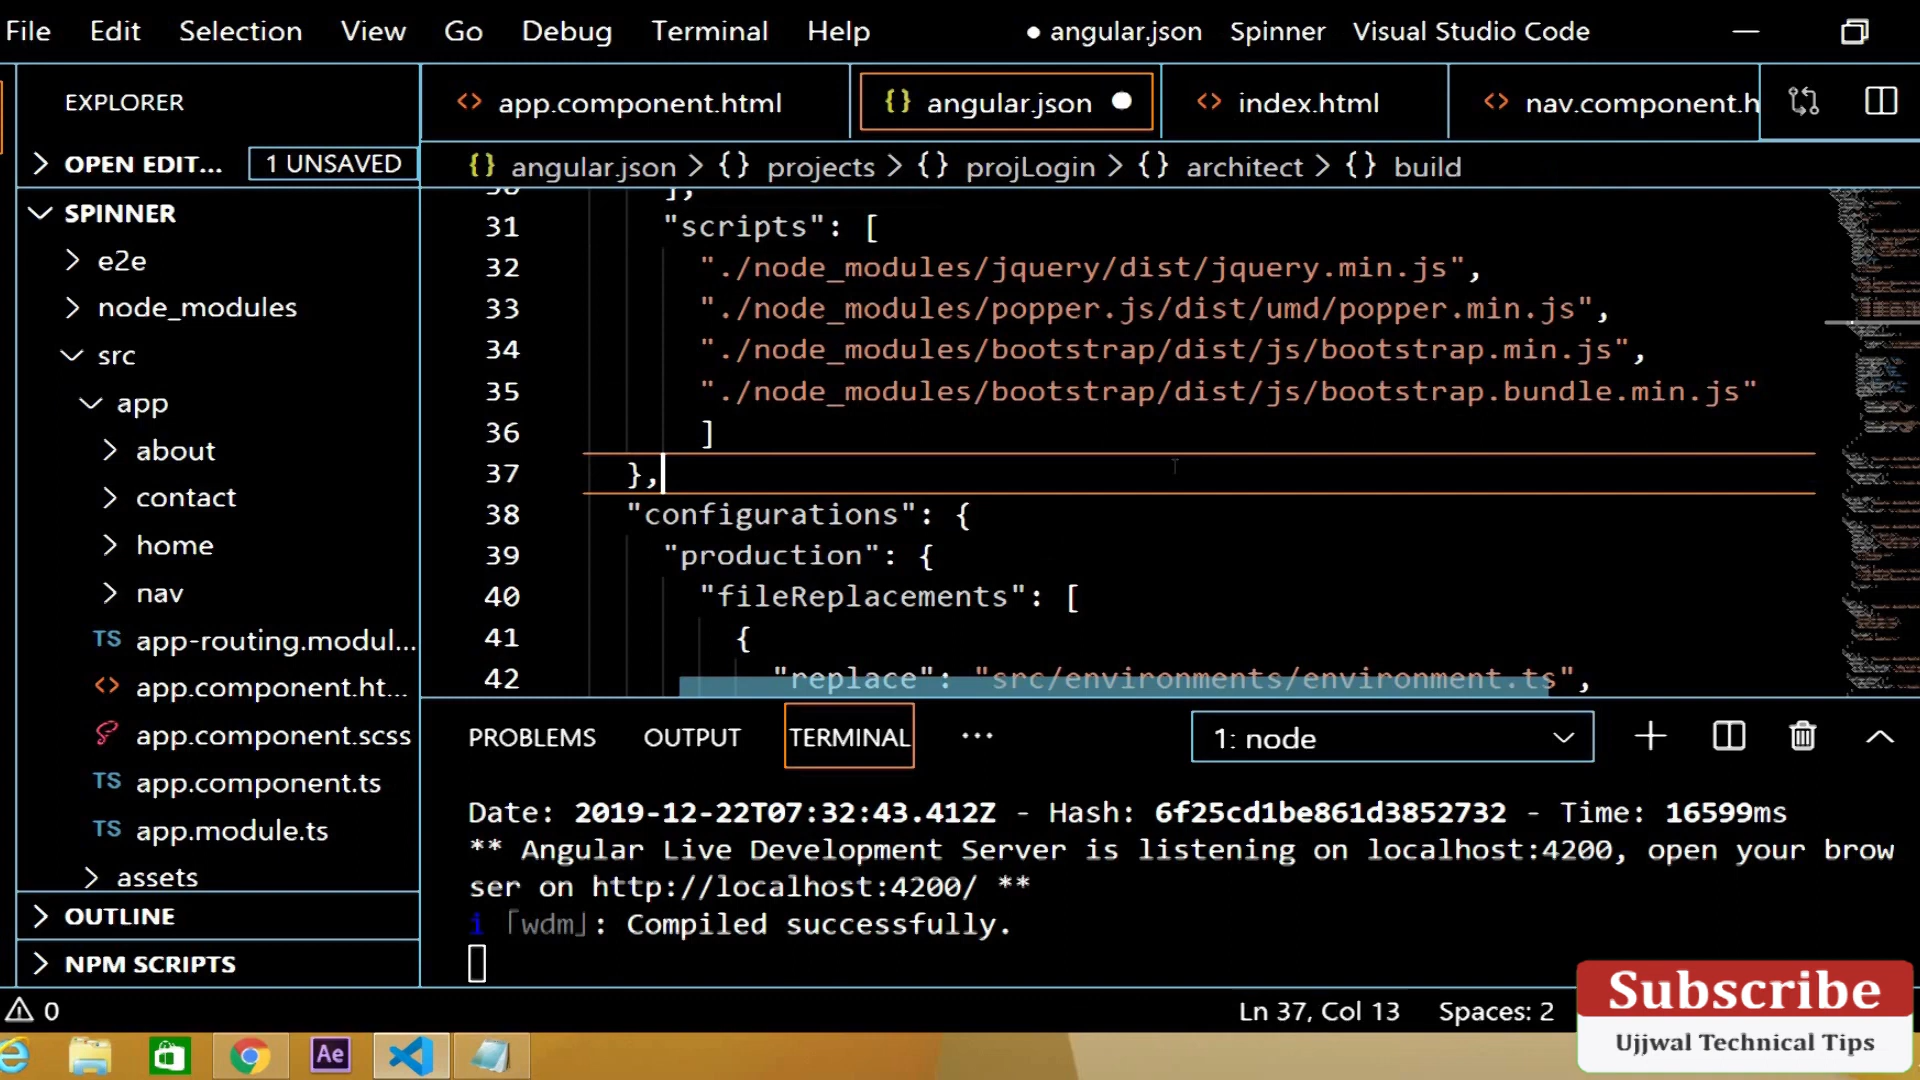 File Edit Selection View Go Debug Terminal Help ● angular.json Spinner Visual Studio Code
EXPLORER
OPEN EDIT... 1 UNSAVED
SPINNER
e2e
node_modules
src
app
about
contact
home
nav
TS app-routing.modul...
<> app.component.ht...
app.component.scss
TS app.component.ts
TS app.module.ts
assets
OUTLINE
NPM SCRIPTS
<> app.component.html {} angular.json ● <> index.html <> nav.component.h
{} angular.json > {} projects > {} projLogin > {} architect > {} build
30 ],
31 "scripts": [
32 "./node_modules/jquery/dist/jquery.min.js",
33 "./node_modules/popper.js/dist/umd/popper.min.js",
34 "./node_modules/bootstrap/dist/js/bootstrap.min.js",
35 "./node_modules/bootstrap/dist/js/bootstrap.bundle.min.js"
36 ]
37 },
38 "configurations": {
39 "production": {
40 "fileReplacements": [
41 {
42 "replace": "src/environments/environment.ts",
PROBLEMS OUTPUT TERMINAL ... 1: node
Date: 2019-12-22T07:32:43.412Z - Hash: 6f25cd1be861d3852732 - Time: 16599ms
** Angular Live Development Server is listening on localhost:4200, open your brow
ser on http://localhost:4200/ **
i ｢wdm｣: Compiled successfully.
0 Ln 37, Col 13 Spaces: 2
Ae
Subscribe
Ujjwal Technical Tips